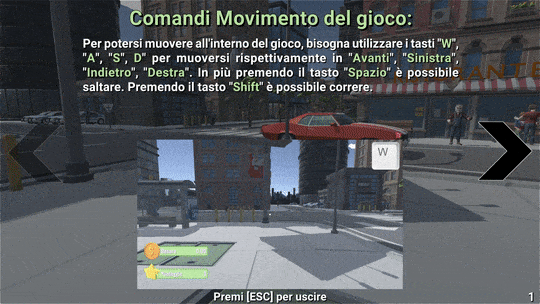 Comandi Movimento del gioco:
Per potersi muovere all'interno del gioco, bisogna utilizzare i tasti "W",
"A", "S", D" per muoversi rispettivamente in "Avanti", "Sinistra",
"Indietro", "Destra". In più premendo il tasto "Spazio" è possibile
saltare. Premendo il tasto "Shift" è possibile correre.
W
Premi [ESC] per uscire
1